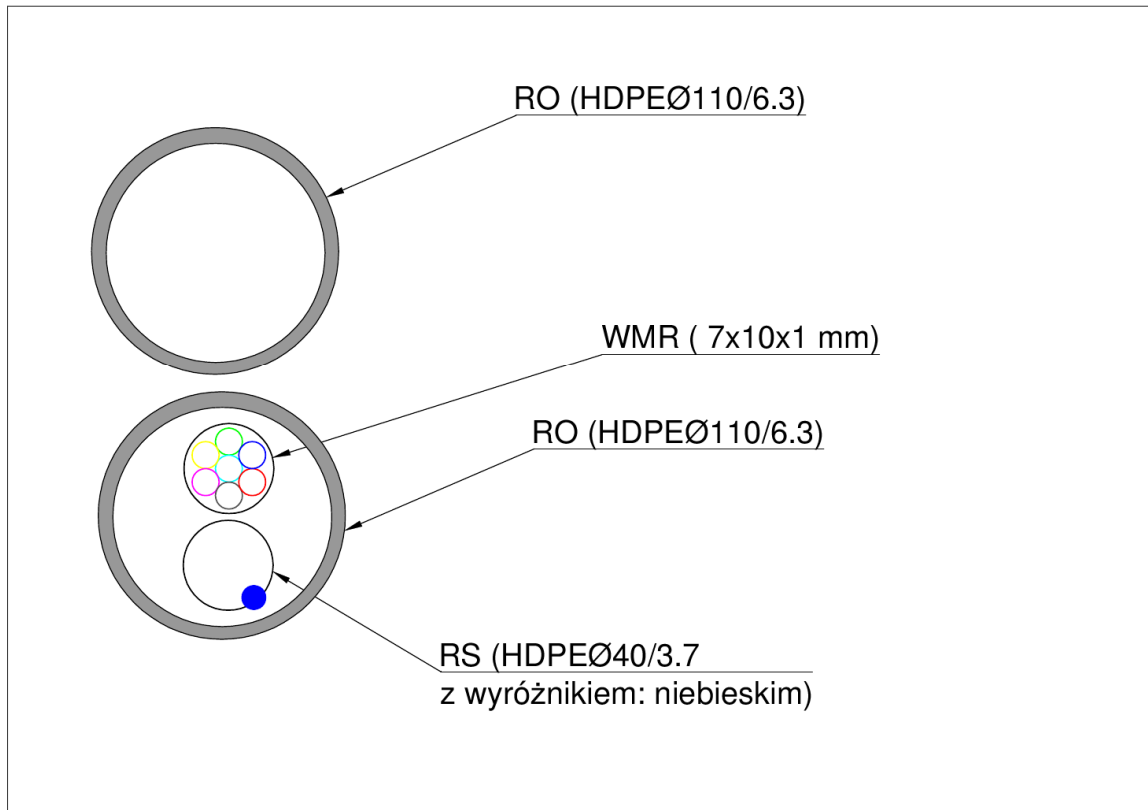 RO (HDPEØ110/6.3)
WMR ( 7x10x1 mm)
RO (HDPEØ110/6.3)
RS (HDPEØ40/3.7
z wyróżnikiem: niebieskim)